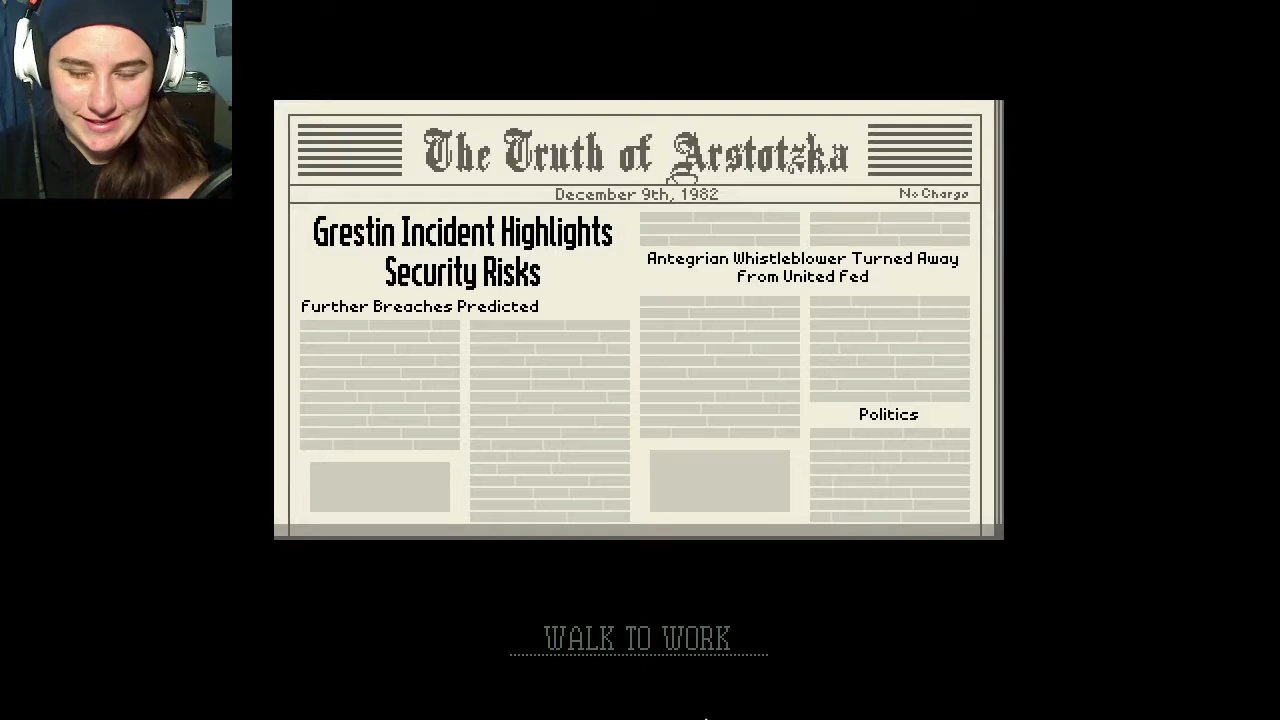 The Truth of Arstotzka
December 9th, 1982
No Charge
Grestin Incident Highlights
Security Risks
Further Breaches Predicted
Antegrian Whistleblower Turned Away
From United Fed
Politics
WALK TO WORK